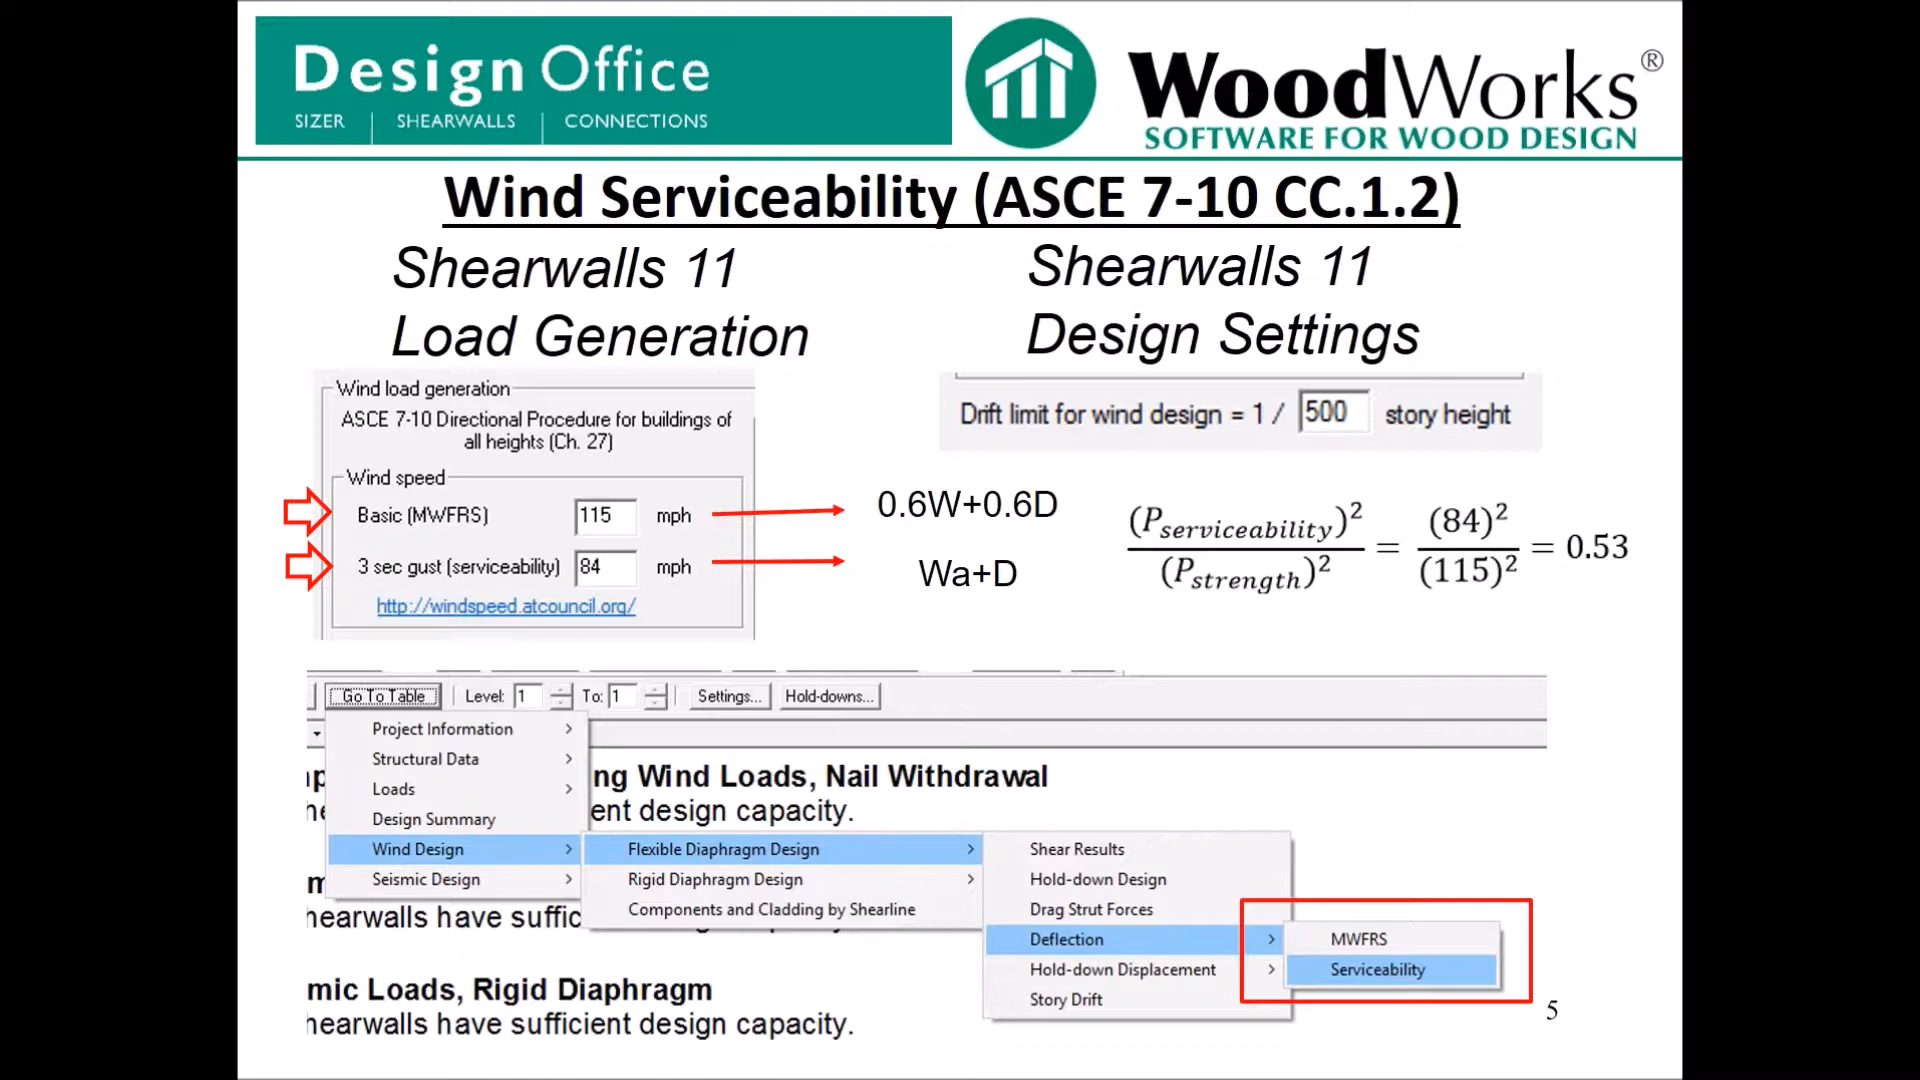 Design Office
SIZER | SHEARWALLS | CONNECTIONS
WoodWorks®
SOFTWARE FOR WOOD DESIGN
Wind Serviceability (ASCE 7-10 CC.1.2)
Shearwalls 11
Load Generation
Shearwalls 11
Design Settings
Wind load generation
ASCE 7-10 Directional Procedure for buildings of
all heights (Ch. 27)
Wind speed
Basic (MWFRS) 115 mph
3 sec gust (serviceability) 84 mph
http://windspeed.atcouncil.org/
Drift limit for wind design = 1 / 500 story height
0.6W+0.6D
Wa+D
(P_serviceability)² / (P_strength)² = (84)² / (115)² = 0.53
Go To Table Level: 1 To: 1 Settings... Hold-downs...
Project Information >
Structural Data >
Loads >
Design Summary
Wind Design >
Seismic Design >
ng Wind Loads, Nail Withdrawal
ent design capacity.
Flexible Diaphragm Design >
Rigid Diaphragm Design >
Components and Cladding by Shearline
Shear Results
Hold-down Design
Drag Strut Forces
Deflection >
Hold-down Displacement >
Story Drift
MWFRS
Serviceability
hearwalls have suffic
mic Loads, Rigid Diaphragm
hearwalls have sufficient design capacity.
5